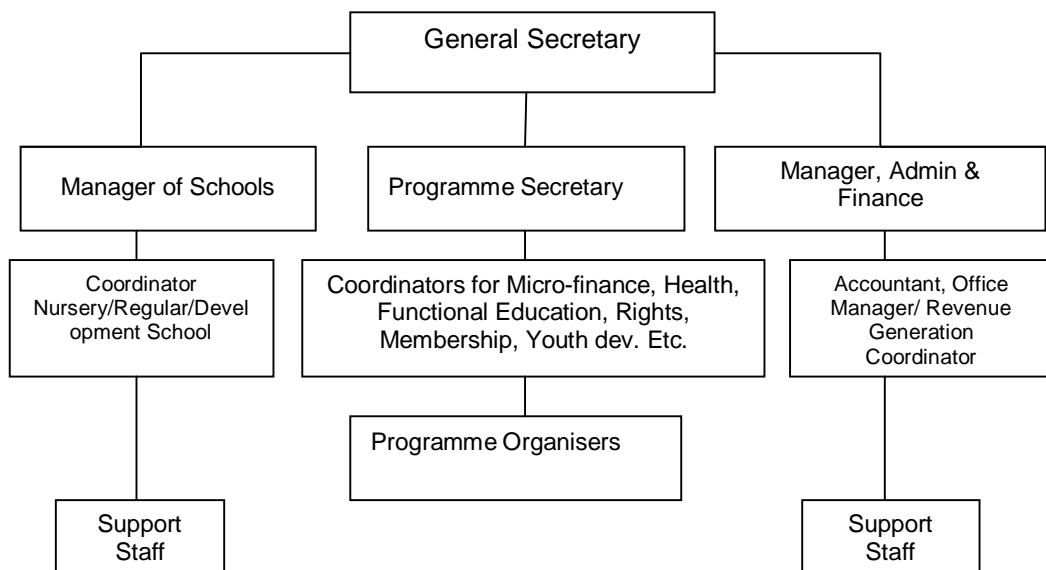 General Secretary
Manager of Schools
Programme Secretary
Manager, Admin &
Finance
Coordinator
Nursery/Regular/Devel
opment School
Coordinators for Micro-finance, Health,
Functional Education, Rights,
Membership, Youth dev. Etc.
Accountant, Office
Manager/ Revenue
Generation
Coordinator
Programme Organisers
Support
Staff
Support
Staff